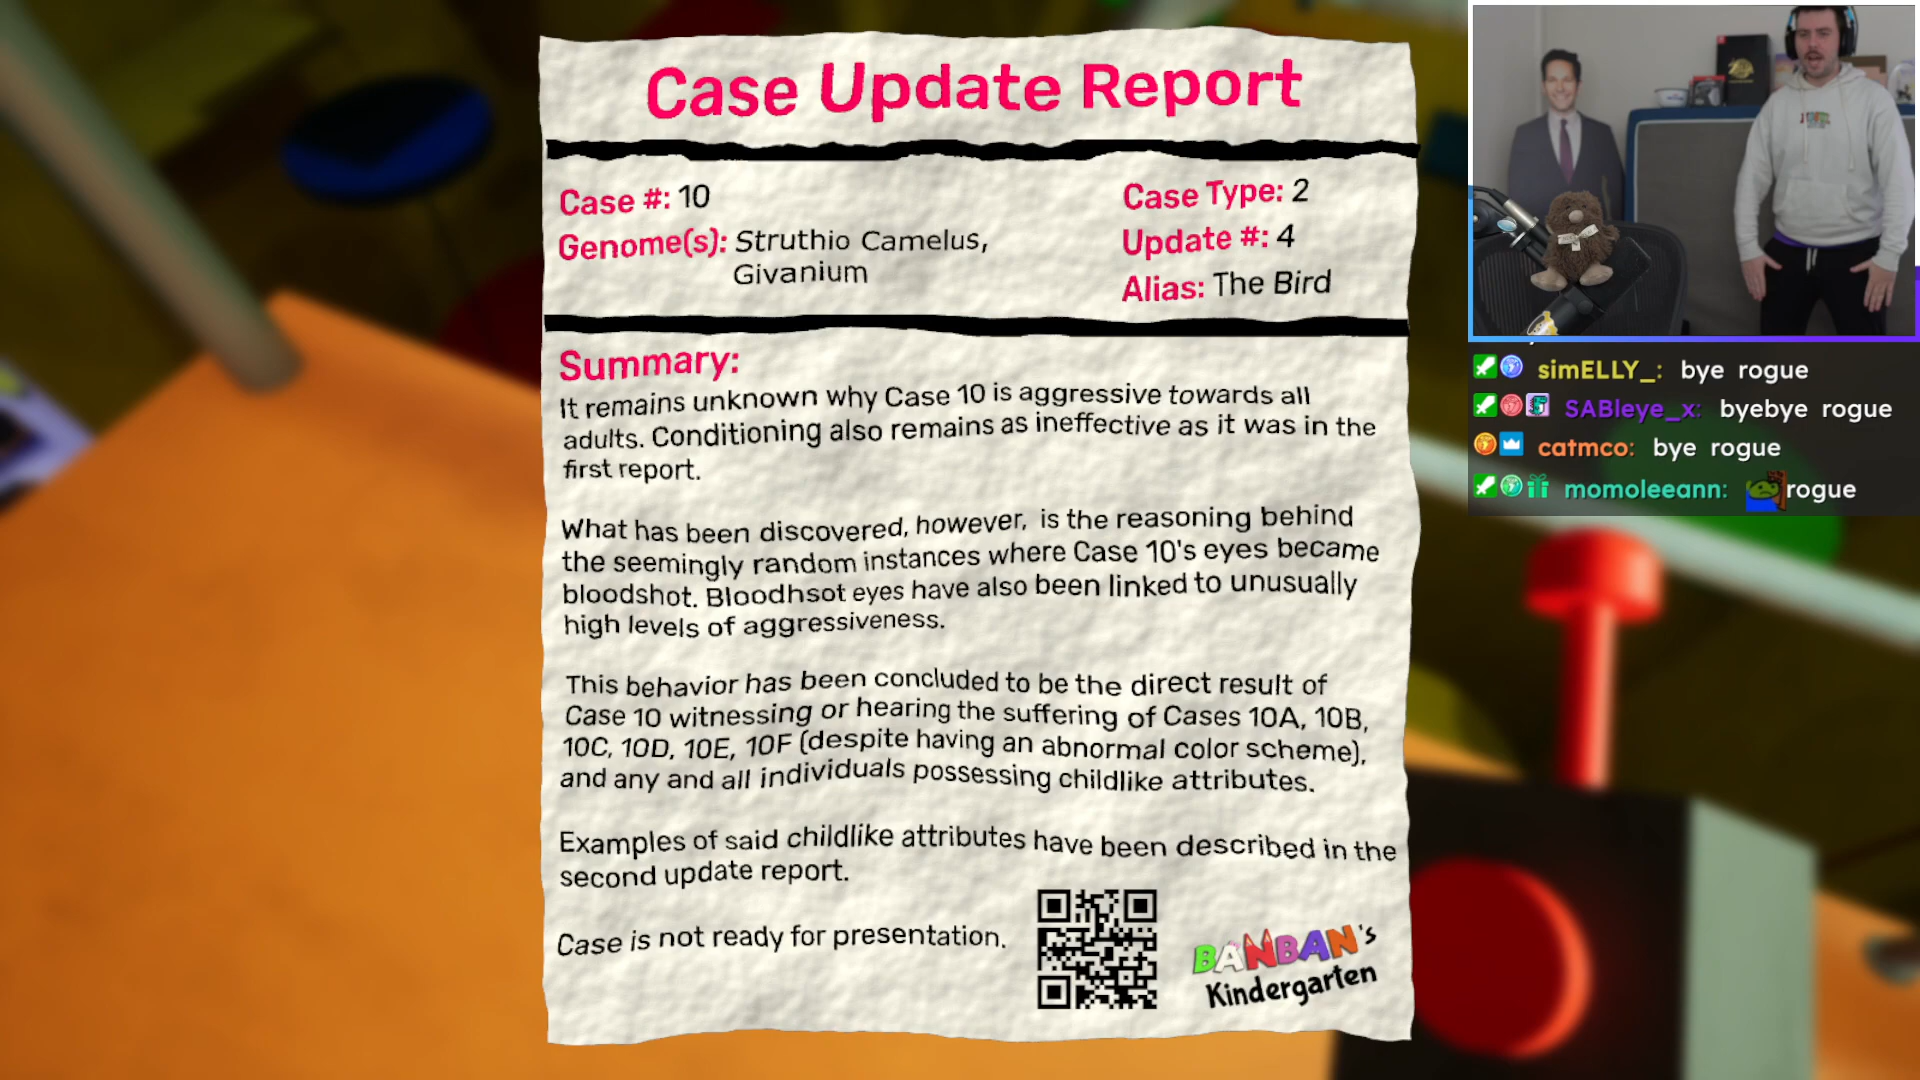 Case Update Report
Case #: 10
Genome(s): Struthio Camelus,
Givanium
Case Type: 2
Update #: 4
Alias: The Bird
Summary:
It remains unknown why Case 10 is aggressive towards all
adults. Conditioning also remains as ineffective as it was in the
first report.
What has been discovered, however, is the reasoning behind
the seemingly random instances where Case 10's eyes became
bloodshot. Bloodhsot eyes have also been linked to unusually
high levels of aggressiveness.
This behavior has been concluded to be the direct result of
Case 10 witnessing or hearing the suffering of Cases 10A, 10B,
10C, 10D, 10E, 10F (despite having an abnormal color scheme),
and any and all individuals possessing childlike attributes.
Examples of said childlike attributes have been described in the
second update report.
Case is not ready for presentation.
BANBAN's
Kindergarten
simELLY_: bye rogue
SABleye_x: byebye rogue
catmco: bye rogue
momoleeann: rogue